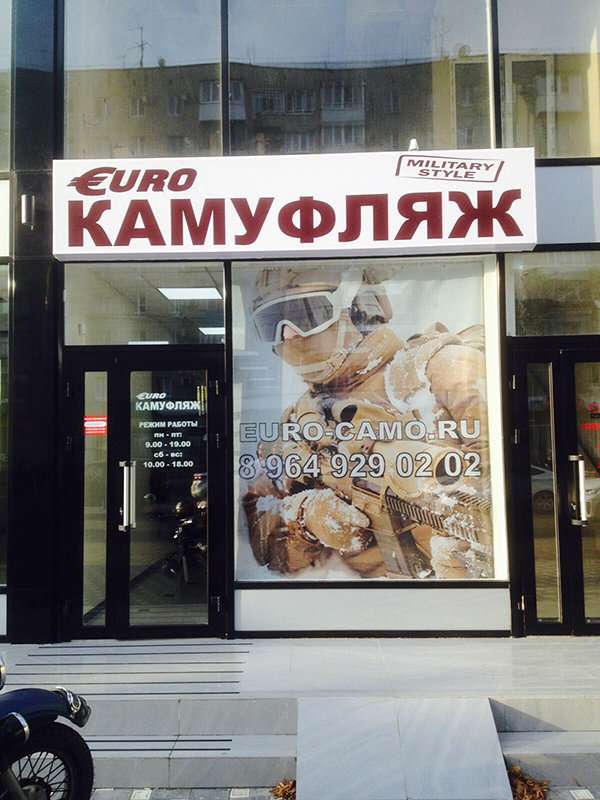 €URO
MILITARY
STYLE
КАМУФЛЯЖ
EURO-CAMO.RU
8 964 929 02 02
€URO
КАМУФЛЯЖ
РЕЖИМ РАБОТЫ
пн - пт:
9.00 - 19.00
сб - вс:
10.00 - 18.00